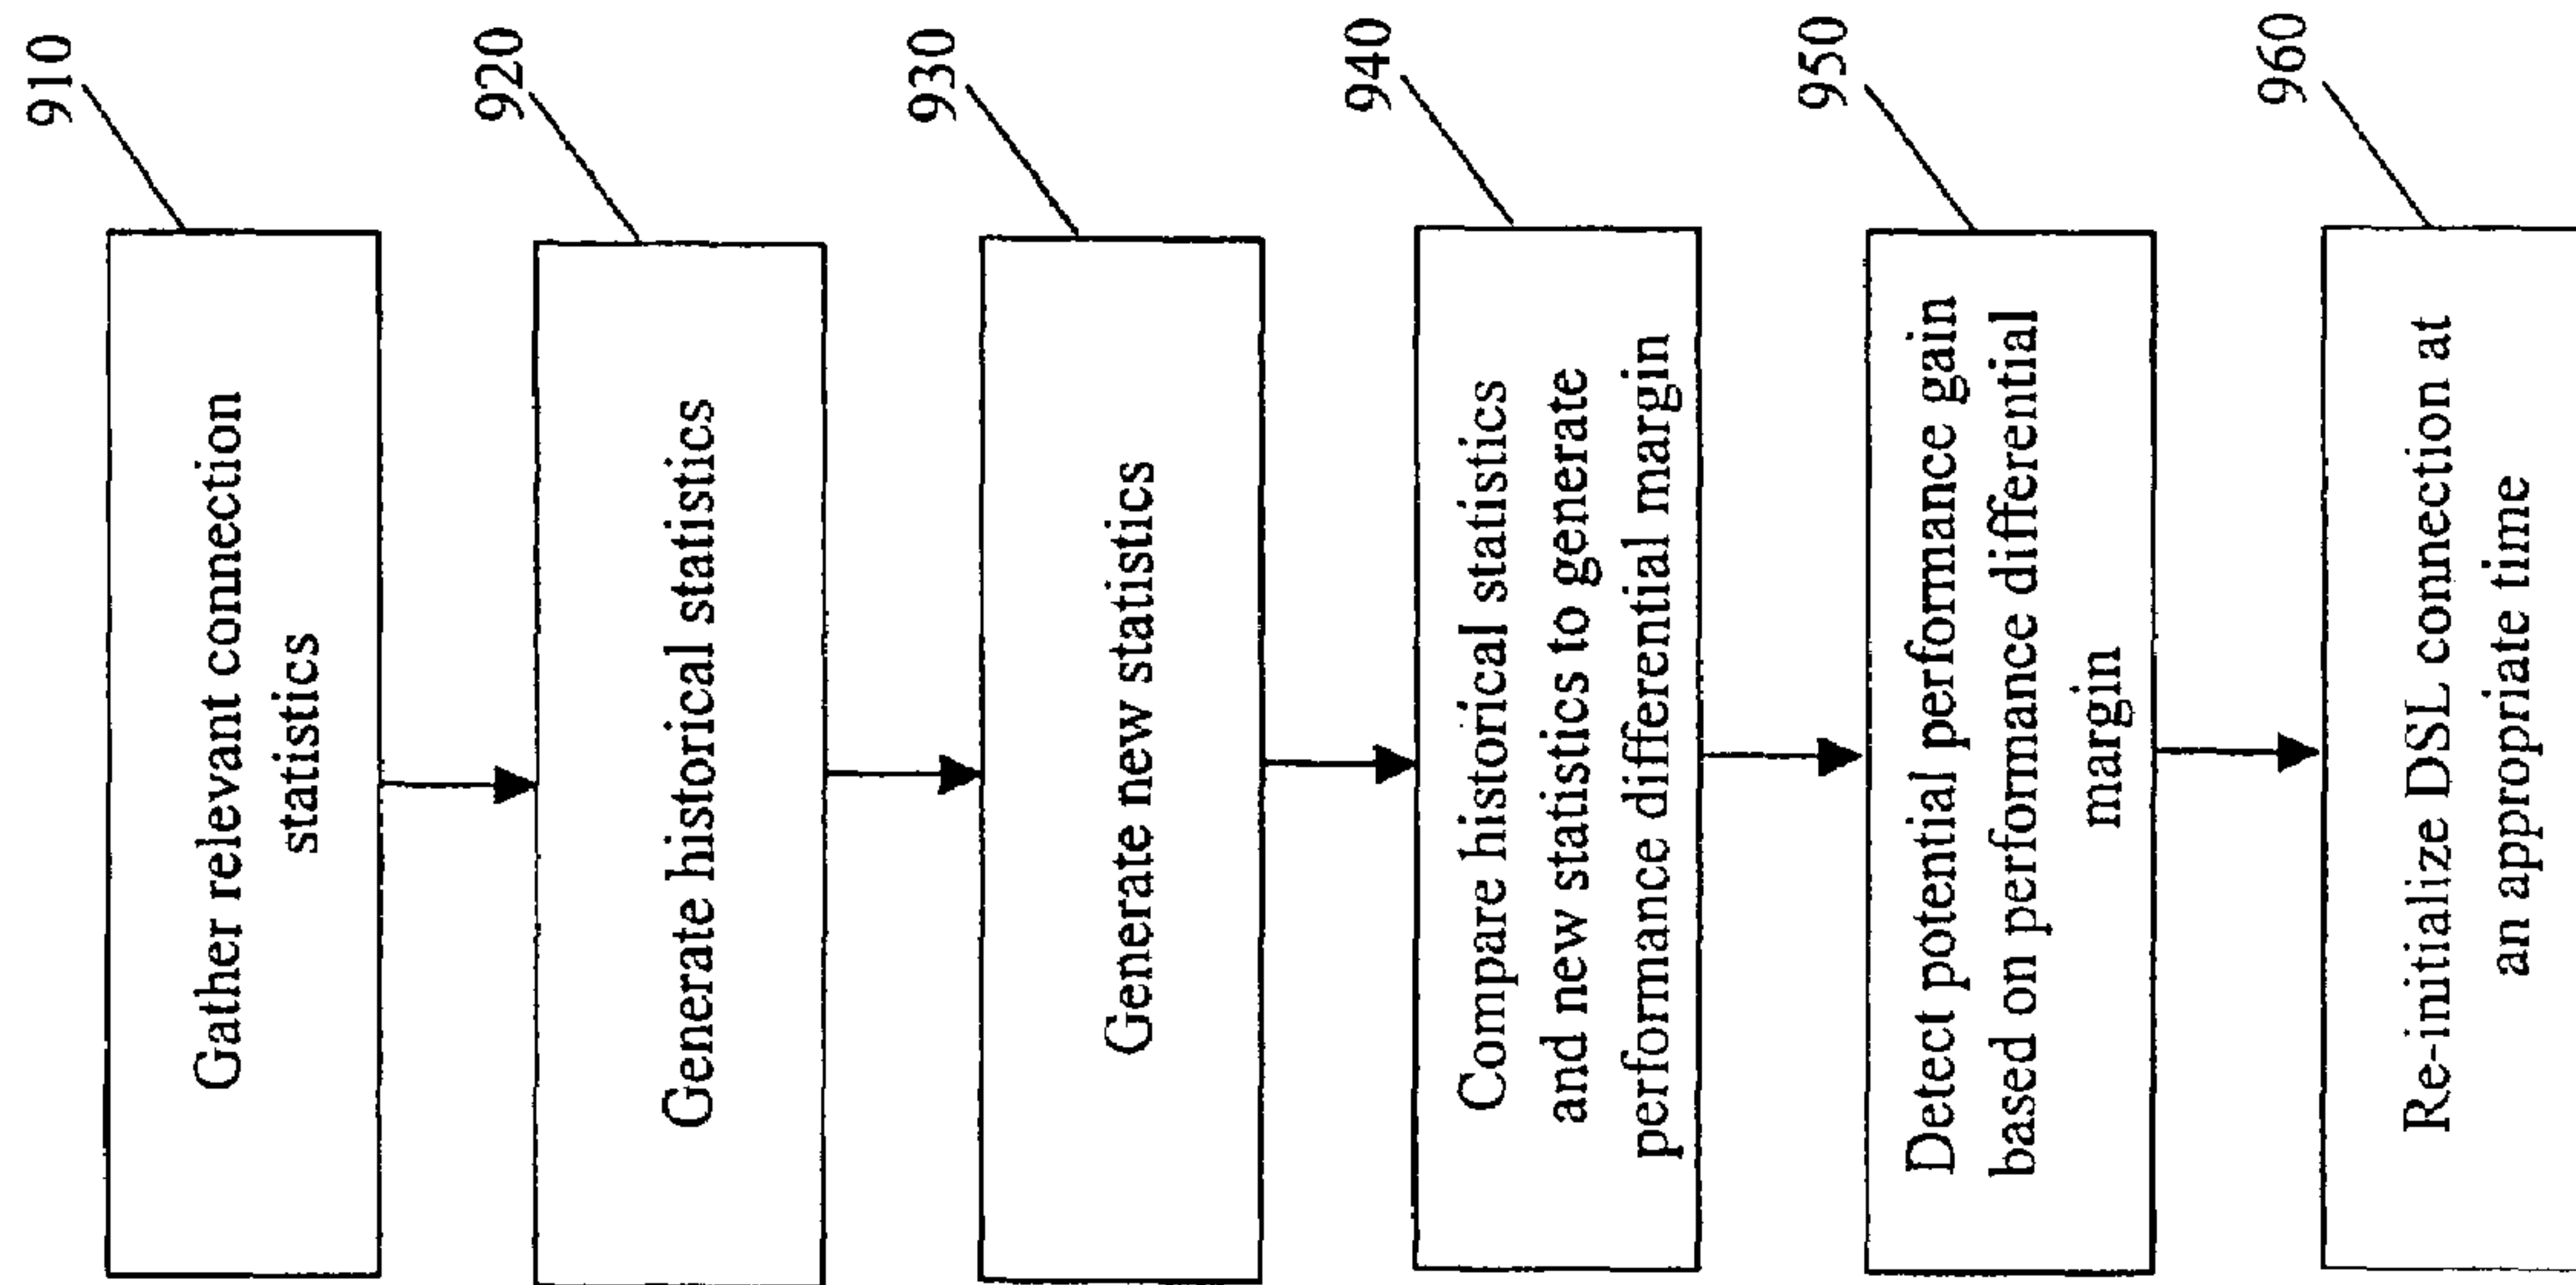 910
Gather relevant connection
statistics
920
Generate historical statistics
930
Generate new statistics
940
Compare historical statistics
and new statistics to generate
performance differential margin
950
Detect potential performance gain
based on performance differential
margin
960
Re-initialize DSL connection at
an appropriate time